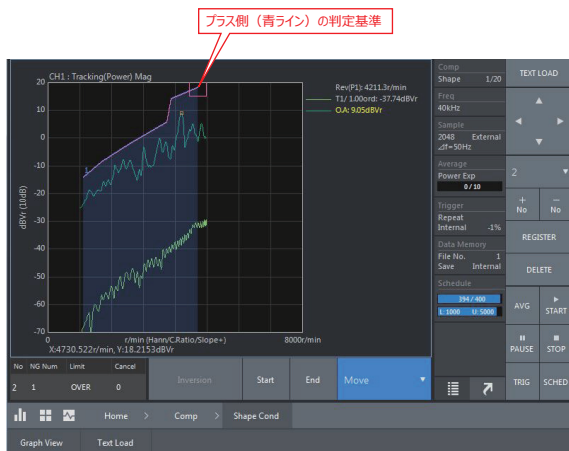 プラス側（青ライン）の判定基準
CH1 : Tracking(Power) Mag
20
10
0
-10
-20
-30
-40
-50
-60
-70
dBVr (10dB)
0
r/min (Hann/C.Ratio/Slope+)
8000r/min
X:4730.522r/min, Y:18.2153dBVr
Rev(P1): 4211.3r/min
T1/ 1.00ord: -37.74dBVr
O.A: 9.05dBVr
Comp
Shape 1/20
Freq
40kHz
Sample
2048 External
⊿f=50Hz
Average
Power Exp
0 / 10
Trigger
Repeat
Internal -1%
Data Memory
File No. 1
Save Internal
Schedule
394 / 400
L: 1000 U: 5000
TEXT LOAD
2
+ No
− No
REGISTER
DELETE
AVG
START
PAUSE
STOP
TRIG
SCHED
No NG Num Limit Cancel
2 1 OVER 0
Inversion
Start
End
Move
Home > Comp > Shape Cond
Graph View
Text Load